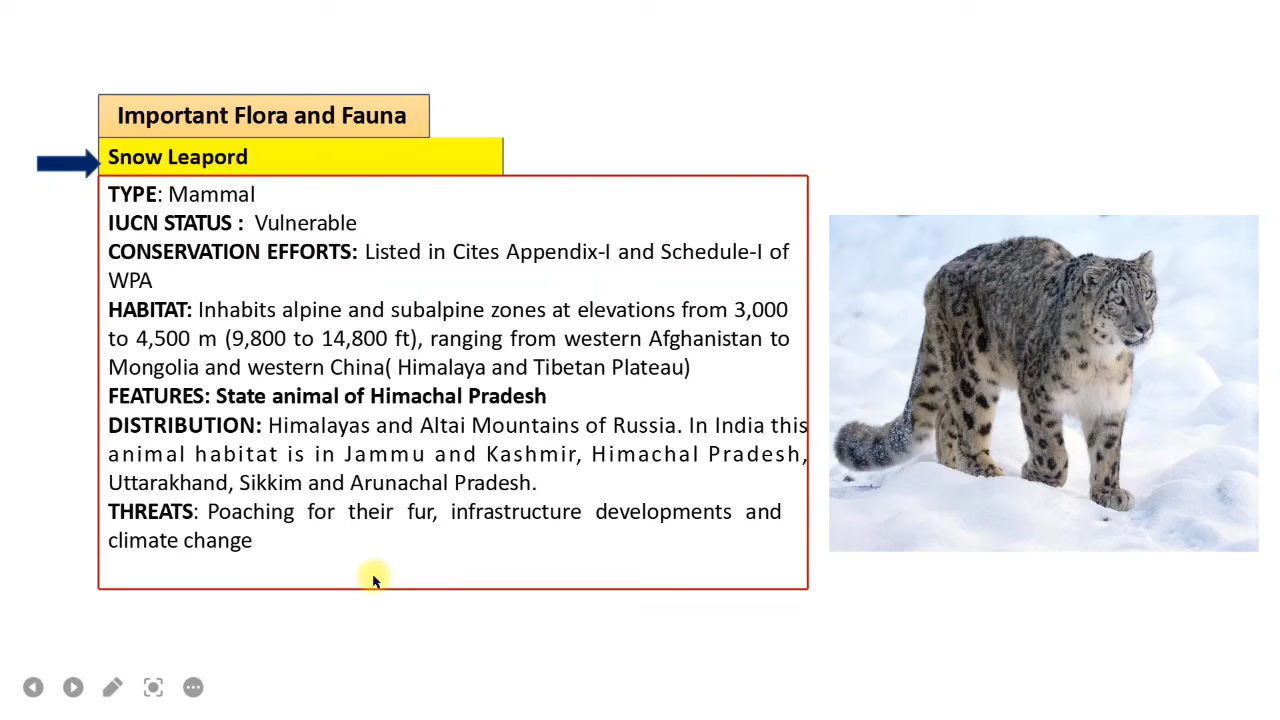 Important Flora and Fauna
Snow Leapord
TYPE: Mammal
IUCN STATUS :  Vulnerable
CONSERVATION EFFORTS: Listed in Cites Appendix-I and Schedule-I of
WPA
HABITAT: Inhabits alpine and subalpine zones at elevations from 3,000
to 4,500 m (9,800 to 14,800 ft), ranging from western Afghanistan to
Mongolia and western China( Himalaya and Tibetan Plateau)
FEATURES: State animal of Himachal Pradesh
DISTRIBUTION: Himalayas and Altai Mountains of Russia. In India this
animal habitat is in Jammu and Kashmir, Himachal Pradesh,
Uttarakhand, Sikkim and Arunachal Pradesh.
THREATS: Poaching for their fur, infrastructure developments and
climate change